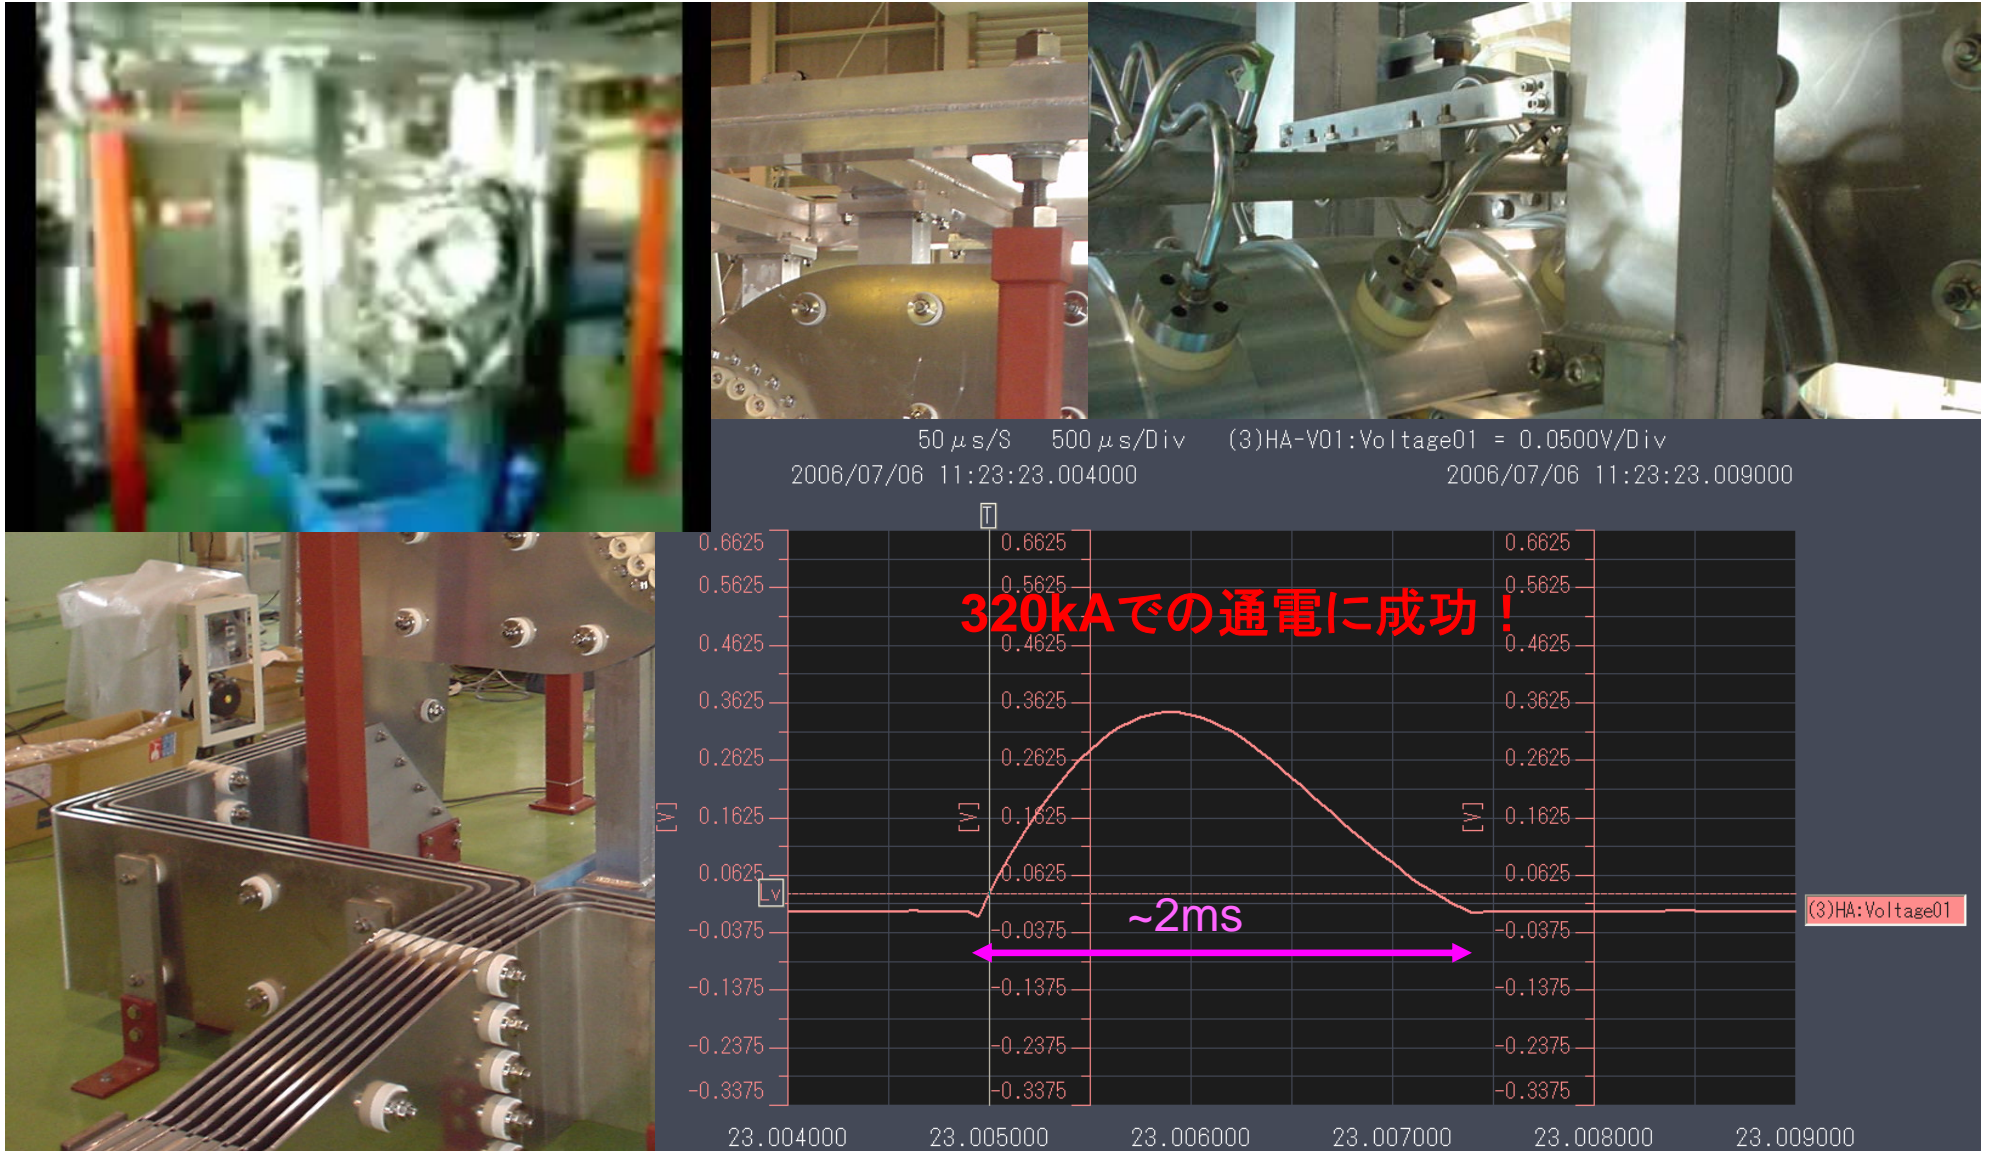 50μs/S 500μs/Div (3)HA-V01:Voltage01 = 0.0500V/Div
2006/07/06 11:23:23.004000 2006/07/06 11:23:23.009000
T
0.6625 0.6625 0.6625
0.5625 0.5625 0.5625
320kAでの通電に成功！
0.4625 0.4625 0.4625
0.3625 0.3625 0.3625
0.2625 0.2625 0.2625
[V] 0.1625 [V] 0.1625 [V] 0.1625
0.0625 0.0625 0.0625
Lv
~2ms
(3)HA:Voltage01
-0.0375 -0.0375 -0.0375
-0.1375 -0.1375 -0.1375
-0.2375 -0.2375 -0.2375
-0.3375 -0.3375 -0.3375
23.004000 23.005000 23.006000 23.007000 23.008000 23.009000